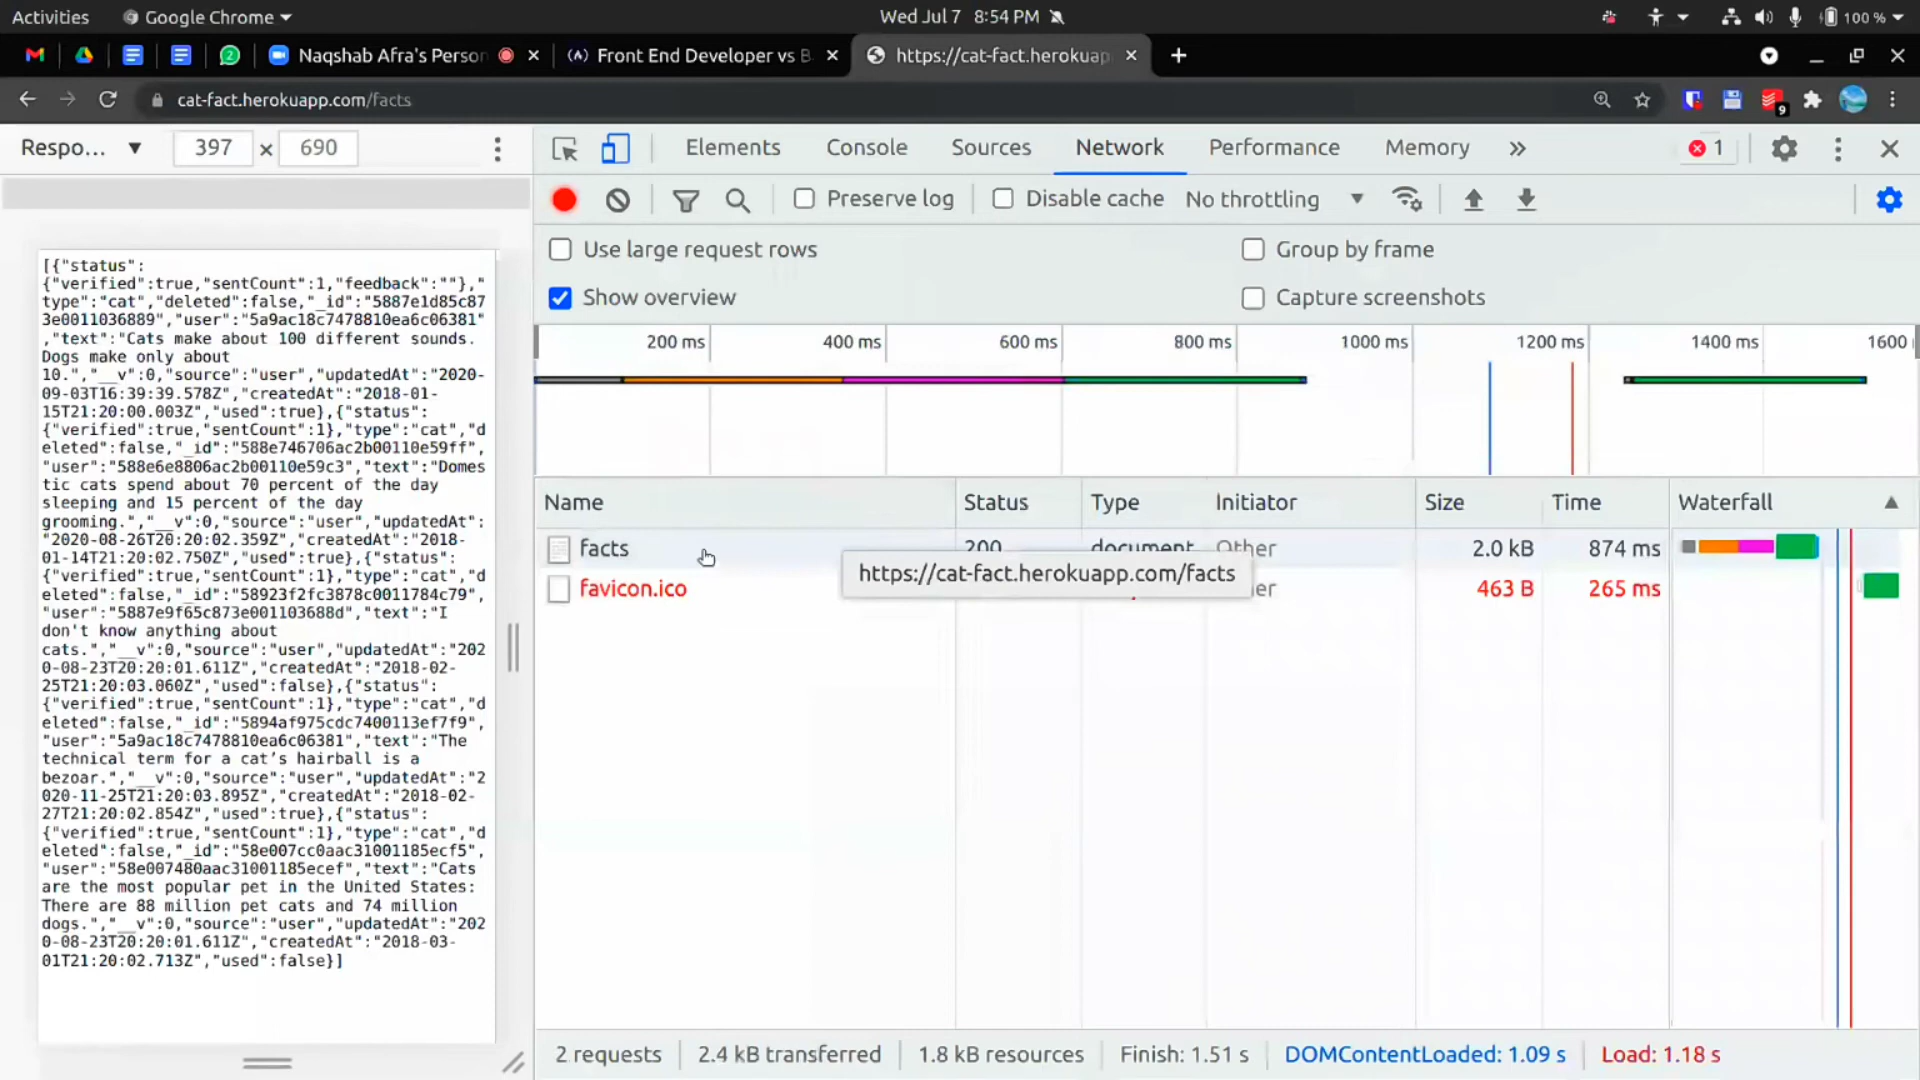 Activities
Google Chrome
Wed Jul 7 8:54 PM
100 %
Naqshab Afra's Person
Front End Developer vs B
https://cat-fact.herokuap
cat-fact.herokuapp.com/facts
9
Respo...
397 × 690
Elements
Console
Sources
Network
Performance
Memory
1
Preserve log
Disable cache
No throttling
Use large request rows
Group by frame
Show overview
Capture screenshots
200 ms
400 ms
600 ms
800 ms
1000 ms
1200 ms
1400 ms
1600
Name
Status
Type
Initiator
Size
Time
Waterfall
facts
200
document
Other
2.0 kB
874 ms
https://cat-fact.herokuapp.com/facts
favicon.ico
463 B
265 ms
[{"status":
{"verified":true,"sentCount":1,"feedback":""},"
type":"cat","deleted":false,"_id":"5887e1d85c87
3e0011036889","user":"5a9ac18c7478810ea6c06381"
,"text":"Cats make about 100 different sounds.
Dogs make only about
10.","__v":0,"source":"user","updatedAt":"2020-
09-03T16:39:39.578Z","createdAt":"2018-01-
15T21:20:00.003Z","used":true},{"status":
{"verified":true,"sentCount":1},"type":"cat","d
eleted":false,"_id":"588e746706ac2b00110e59ff",
"user":"588e6e8806ac2b00110e59c3","text":"Domes
tic cats spend about 70 percent of the day
sleeping and 15 percent of the day
grooming.","__v":0,"source":"user","updatedAt":
"2020-08-26T20:20:02.359Z","createdAt":"2018-
01-14T21:20:02.750Z","used":true},{"status":
{"verified":true,"sentCount":1},"type":"cat","d
eleted":false,"_id":"58923f2fc3878c0011784c79",
"user":"5887e9f65c873e001103688d","text":"I
don't know anything about
cats.","__v":0,"source":"user","updatedAt":"202
0-08-23T20:20:01.611Z","createdAt":"2018-02-
25T21:20:03.060Z","used":false},{"status":
{"verified":true,"sentCount":1},"type":"cat","d
eleted":false,"_id":"5894af975cdc7400113ef7f9",
"user":"5a9ac18c7478810ea6c06381","text":"The
technical term for a cat’s hairball is a
bezoar.","__v":0,"source":"user","updatedAt":"2
020-11-25T21:20:03.895Z","createdAt":"2018-02-
27T21:20:02.854Z","used":true},{"status":
{"verified":true,"sentCount":1},"type":"cat","d
eleted":false,"_id":"58e007cc0aac31001185ecf5",
"user":"58e007480aac31001185ecef","text":"Cats
are the most popular pet in the United States:
There are 88 million pet cats and 74 million
dogs.","__v":0,"source":"user","updatedAt":"202
0-08-23T20:20:01.611Z","createdAt":"2018-03-
01T21:20:02.713Z","used":false}]
2 requests
2.4 kB transferred
1.8 kB resources
Finish: 1.51 s
DOMContentLoaded: 1.09 s
Load: 1.18 s